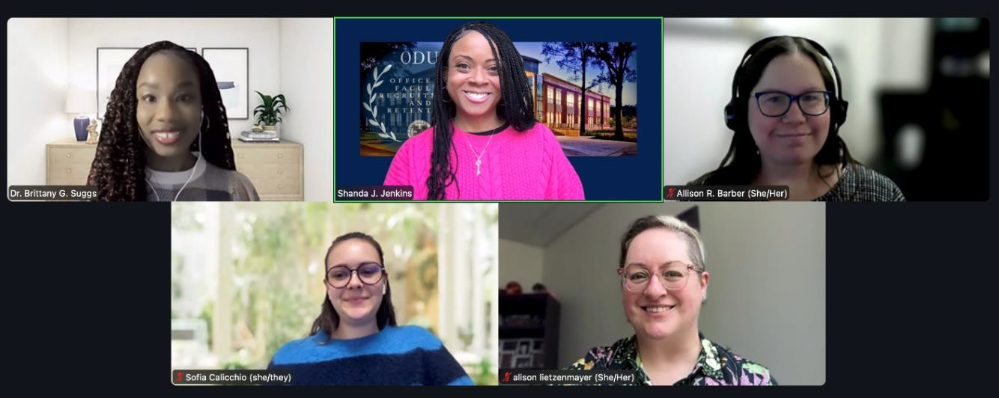 Dr. Brittany G. Suggs
ODU
OFFICE
FACUL
RECRUITM
AND
RETENT
Shanda J. Jenkins
Allison R. Barber (She/Her)
Sofia Calicchio (she/they)
alison lietzenmayer (She/Her)